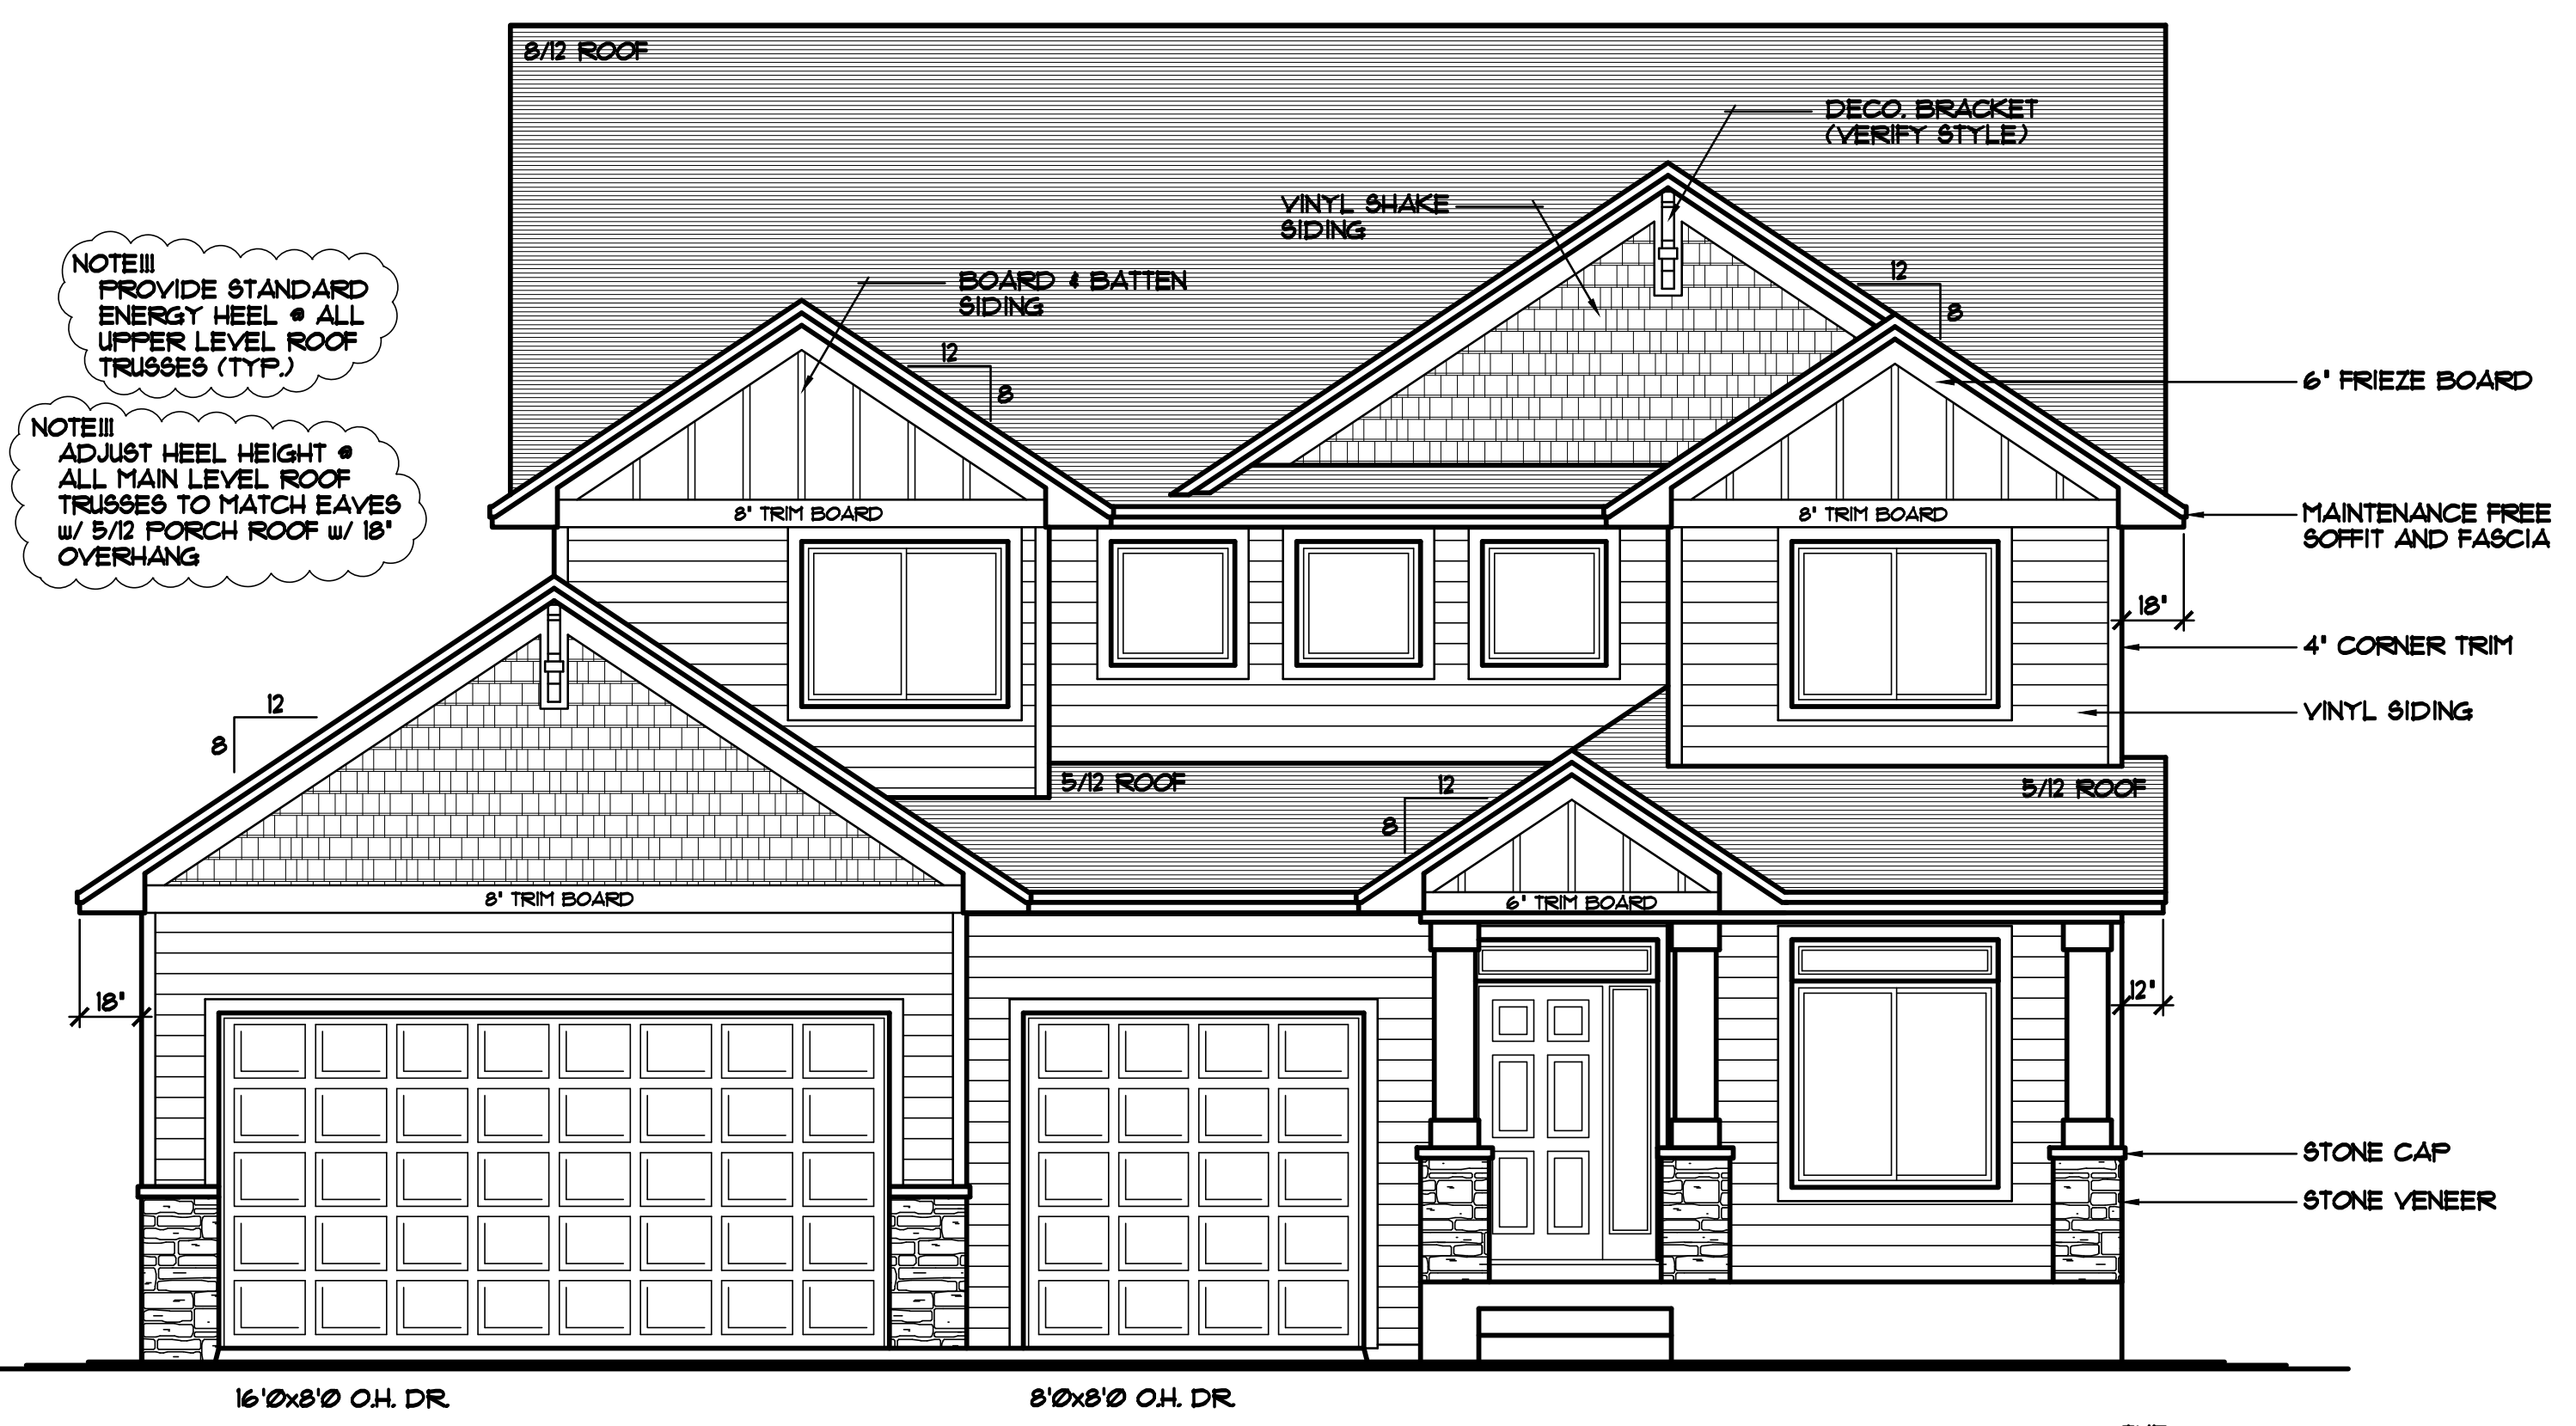 8/12 ROOF
DECO. BRACKET
(VERIFY STYLE)
VINYL SHAKE
SIDING
NOTE!!!
PROVIDE STANDARD
ENERGY HEEL @ ALL
UPPER LEVEL ROOF
TRUSSES (TYP.)
BOARD & BATTEN
SIDING
12
8
12
8
6" FRIEZE BOARD
NOTE!!!
ADJUST HEEL HEIGHT @
ALL MAIN LEVEL ROOF
TRUSSES TO MATCH EAVES
w/ 5/12 PORCH ROOF w/ 18"
OVERHANG
8" TRIM BOARD
8" TRIM BOARD
MAINTENANCE FREE
SOFFIT AND FASCIA
18"
4" CORNER TRIM
VINYL SIDING
12
8
5/12 ROOF
12
8
5/12 ROOF
8" TRIM BOARD
6" TRIM BOARD
18"
12"
STONE CAP
STONE VENEER
16'0x8'0 O.H. DR.
8'0x8'0 O.H. DR.